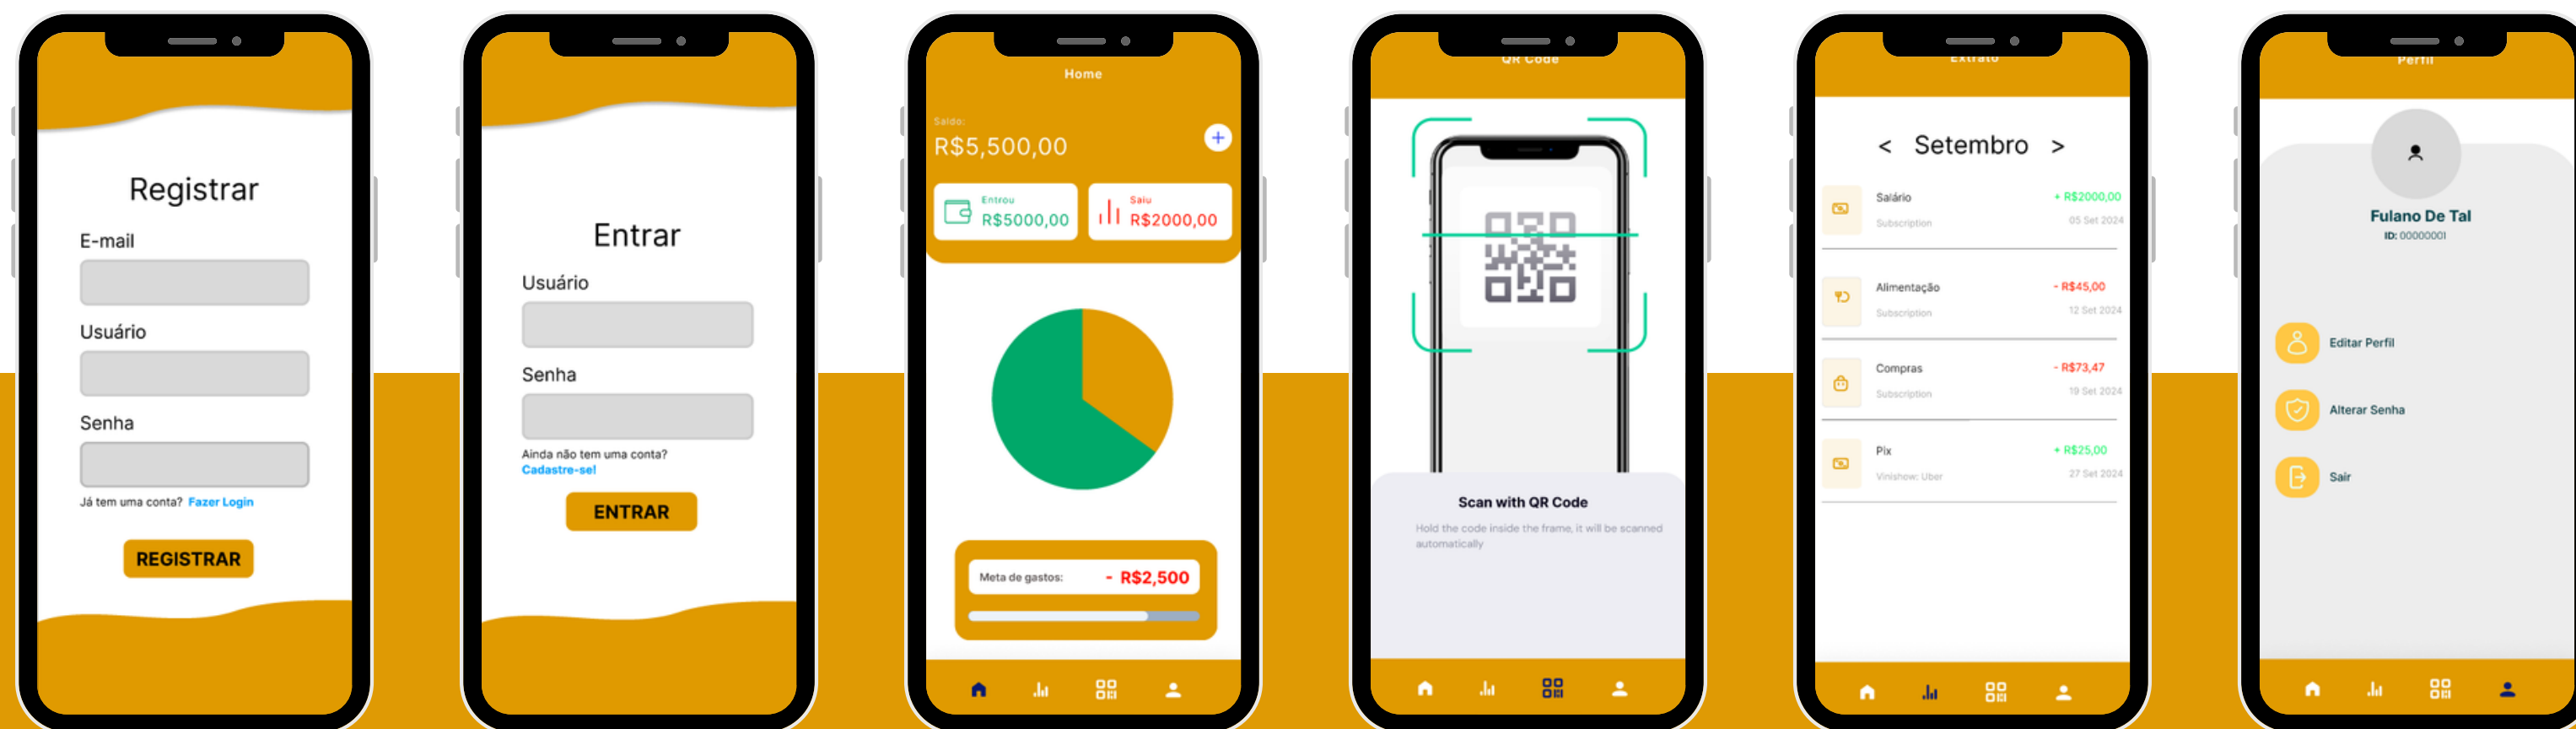 Registrar
E-mail
Usuário
Senha
Já tem uma conta? Fazer Login
REGISTRAR
Entrar
Usuário
Senha
Ainda não tem uma conta?
Cadastre-se!
ENTRAR
Home
Saldo:
R$5,500,00
Entrou
R$5000,00
Saiu
R$2000,00
Meta de gastos: - R$2,500
QR Code
Scan with QR Code
Hold the code inside the frame, it will be scanned
automatically
Extrato
< Setembro >
Salário + R$2000,00
Subscription 05 Set 2024
Alimentação - R$45,00
Subscription 12 Set 2024
Compras - R$73,47
Subscription 19 Set 2024
Pix + R$25,00
Vinishow: Uber 27 Set 2024
Perfil
Fulano De Tal
ID: 00000001
Editar Perfil
Alterar Senha
Sair